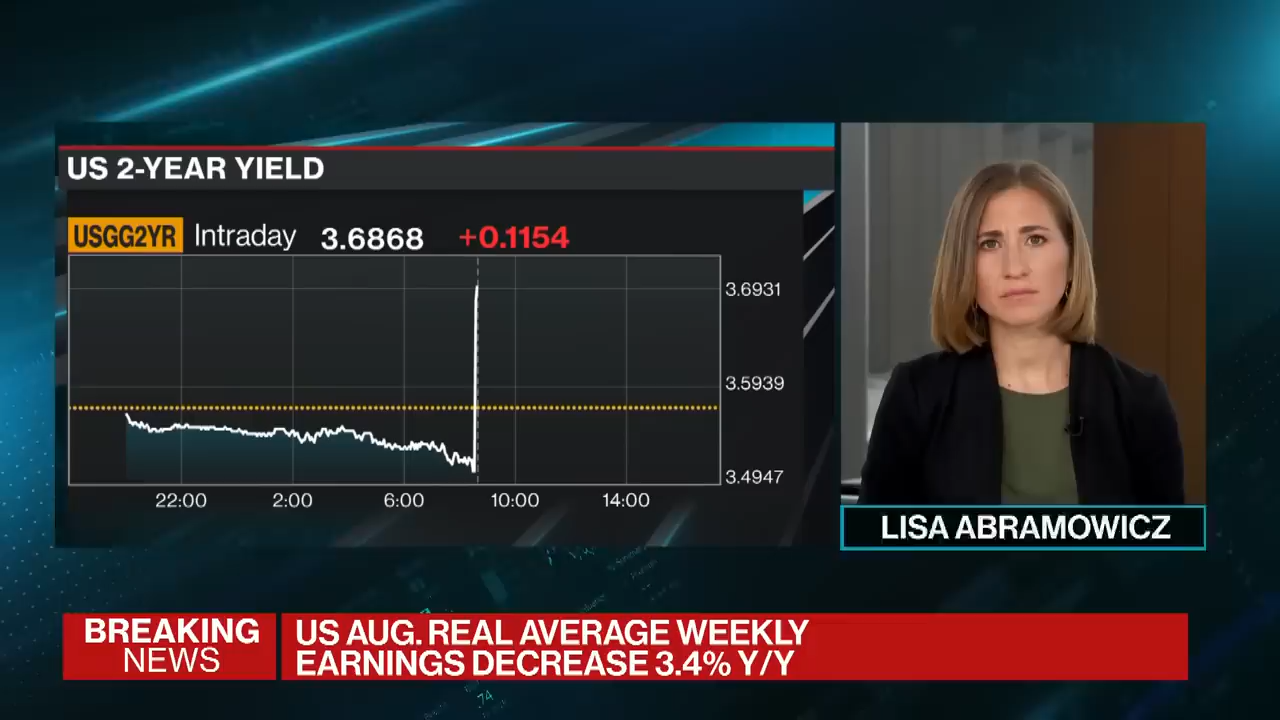 US 2-YEAR YIELD
USGG2YR Intraday 3.6868 +0.1154
3.6931
3.5939
3.4947
22:00 2:00 6:00 10:00 14:00
LISA ABRAMOWICZ
BREAKING
NEWS
US AUG. REAL AVERAGE WEEKLY
EARNINGS DECREASE 3.4% Y/Y
74